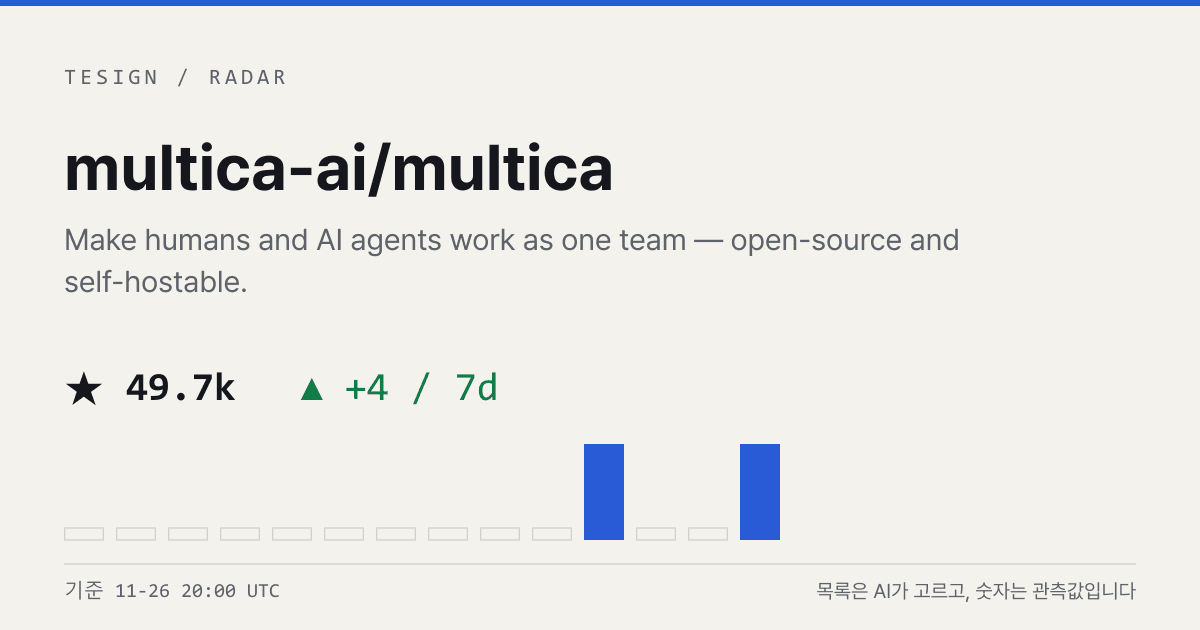 TESIGN / RADAR
multica-ai/multica
Make humans and AI agents work as one team — open-source and
self-hostable.
★ 49.7k ▲ +4 / 7d
기준 11-26 20:00 UTC
목록은 AI가 고르고, 숫자는 관측값입니다